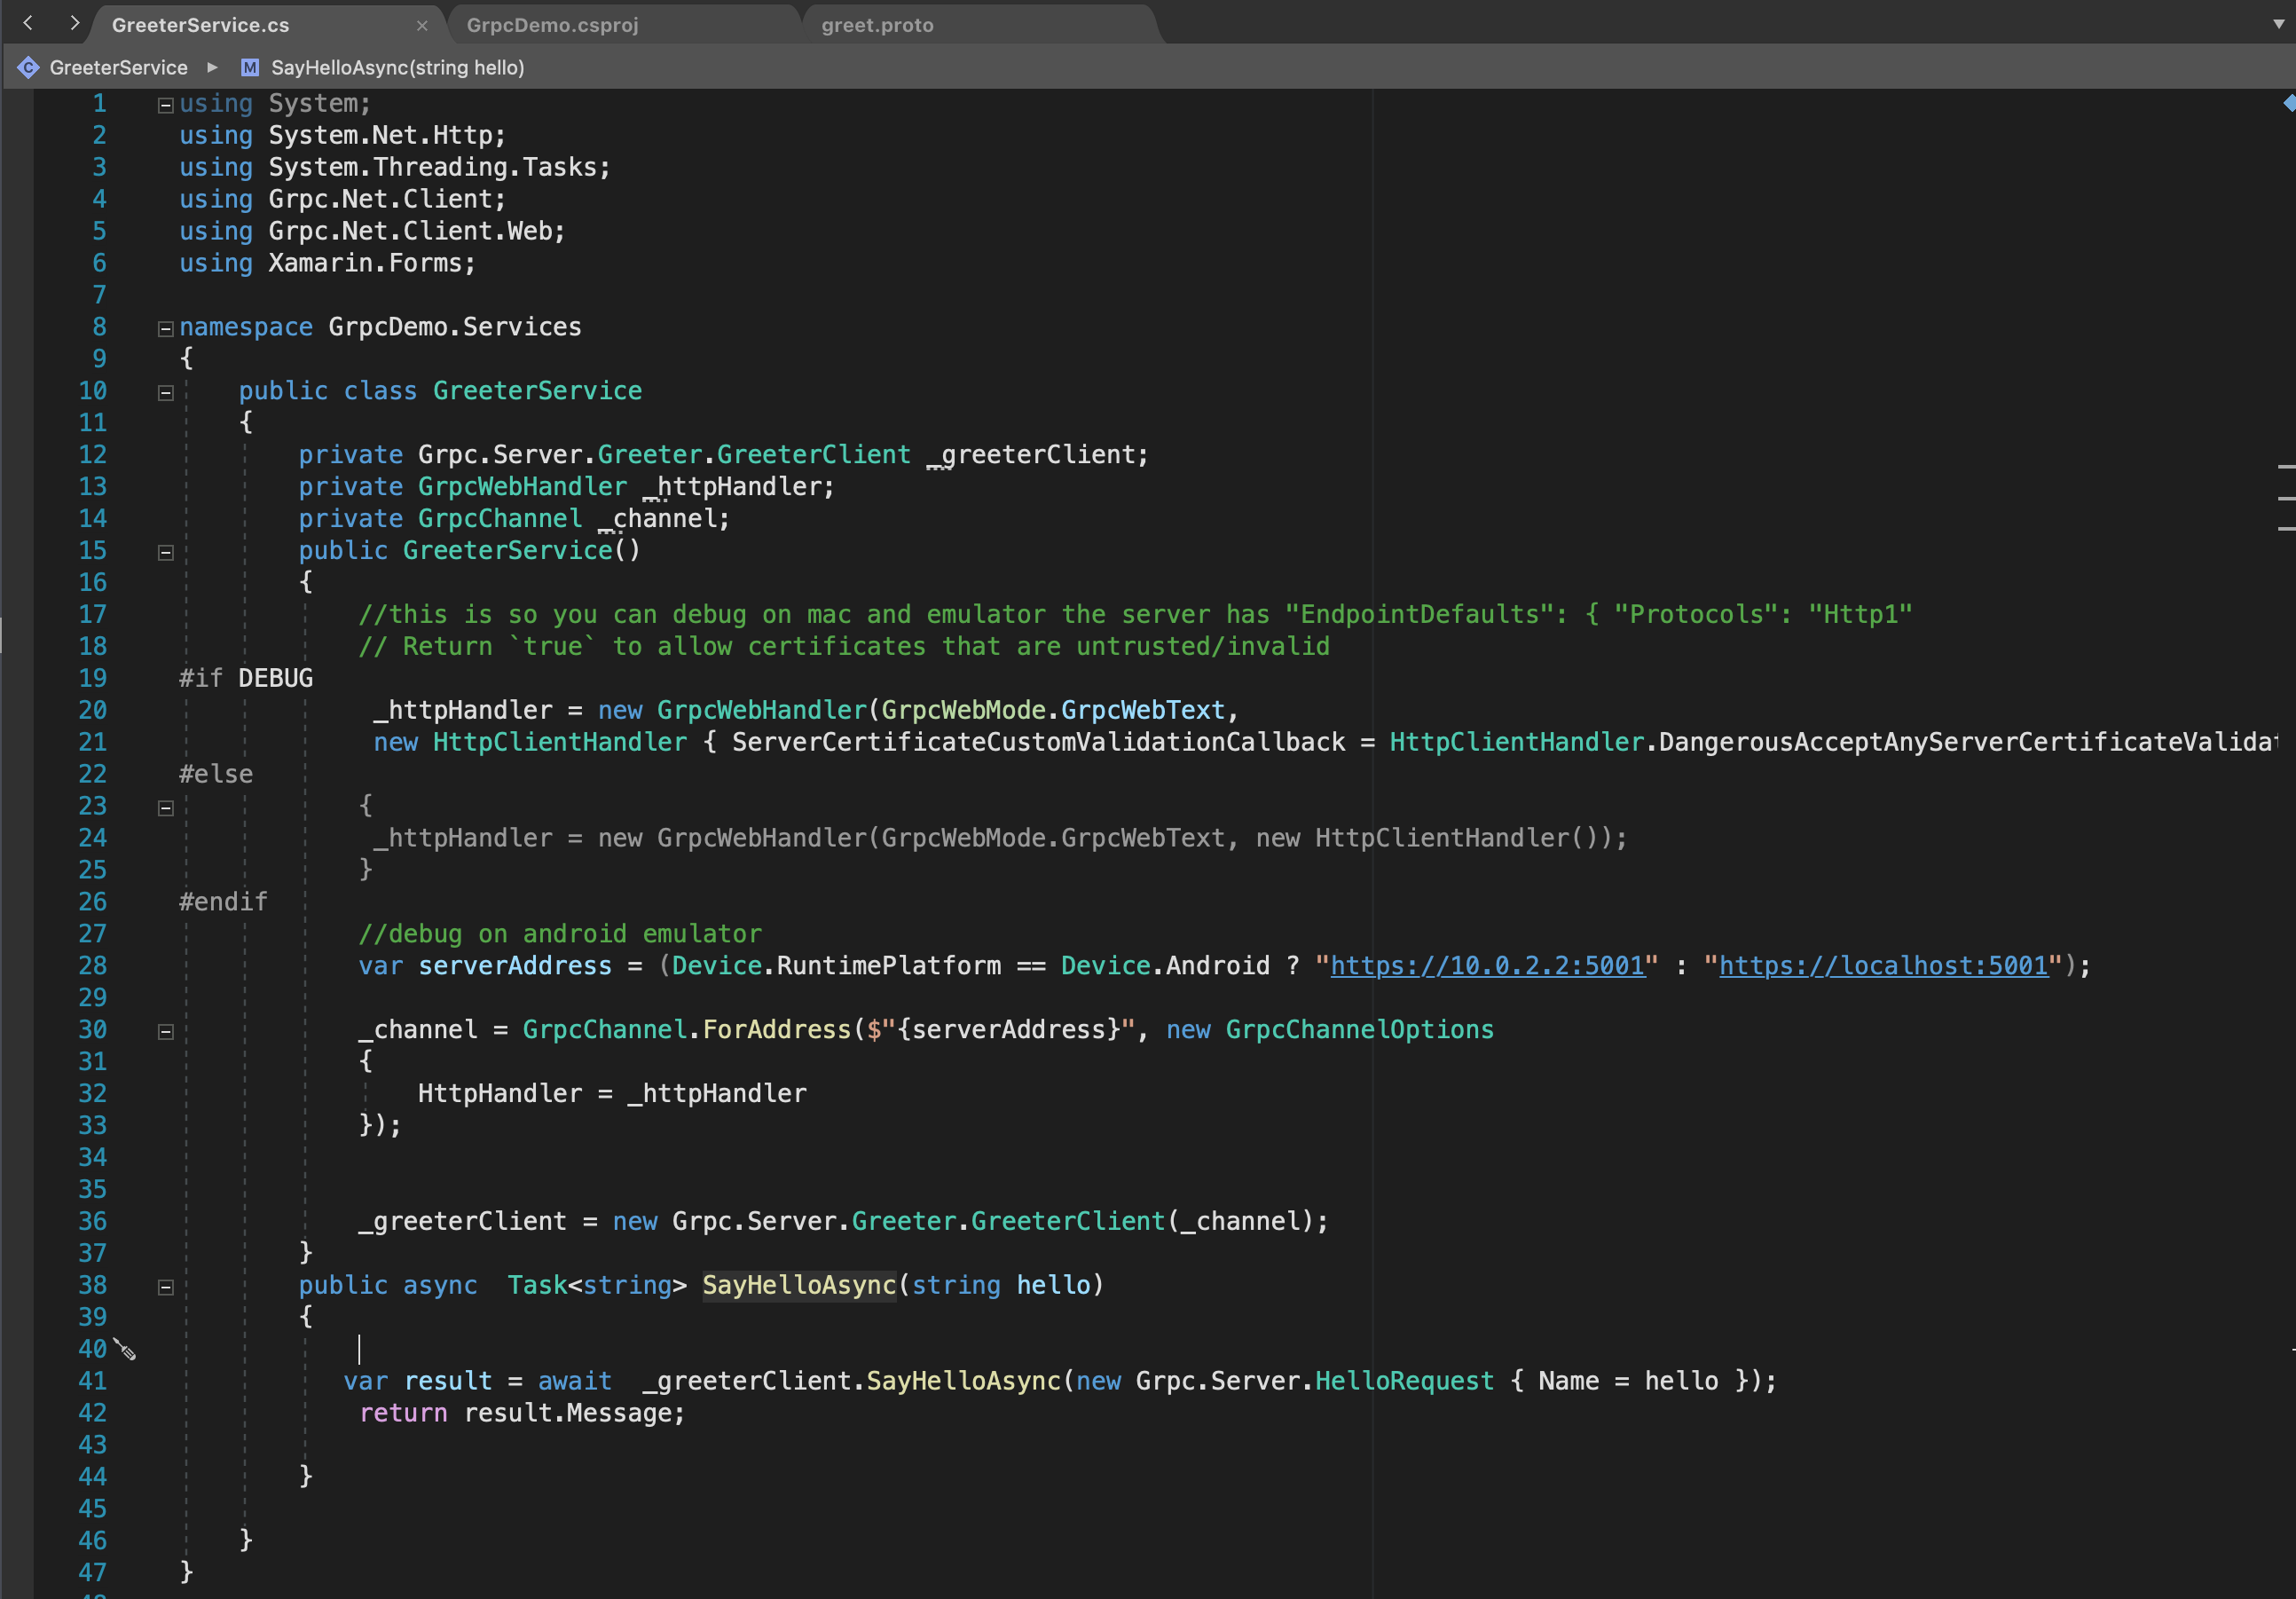 GreeterService.cs GrpcDemo.csproj greet.proto
GreeterService SayHelloAsync(string hello)
1 using System;
2 using System.Net.Http;
3 using System.Threading.Tasks;
4 using Grpc.Net.Client;
5 using Grpc.Net.Client.Web;
6 using Xamarin.Forms;
7
8 namespace GrpcDemo.Services
9 {
10 public class GreeterService
11 {
12 private Grpc.Server.Greeter.GreeterClient _greeterClient;
13 private GrpcWebHandler _httpHandler;
14 private GrpcChannel _channel;
15 public GreeterService()
16 {
17 //this is so you can debug on mac and emulator the server has "EndpointDefaults": { "Protocols": "Http1"
18 // Return `true` to allow certificates that are untrusted/invalid
19 #if DEBUG
20 _httpHandler = new GrpcWebHandler(GrpcWebMode.GrpcWebText,
21 new HttpClientHandler { ServerCertificateCustomValidationCallback = HttpClientHandler.DangerousAcceptAnyServerCertificateValidat
22 #else
23 {
24 _httpHandler = new GrpcWebHandler(GrpcWebMode.GrpcWebText, new HttpClientHandler());
25 }
26 #endif
27 //debug on android emulator
28 var serverAddress = (Device.RuntimePlatform == Device.Android ? "https://10.0.2.2:5001" : "https://localhost:5001");
29
30 _channel = GrpcChannel.ForAddress($"{serverAddress}", new GrpcChannelOptions
31 {
32 HttpHandler = _httpHandler
33 });
34
35
36 _greeterClient = new Grpc.Server.Greeter.GreeterClient(_channel);
37 }
38 public async  Task<string> SayHelloAsync(string hello)
39 {
40
41 var result = await  _greeterClient.SayHelloAsync(new Grpc.Server.HelloRequest { Name = hello });
42 return result.Message;
43
44 }
45
46 }
47 }